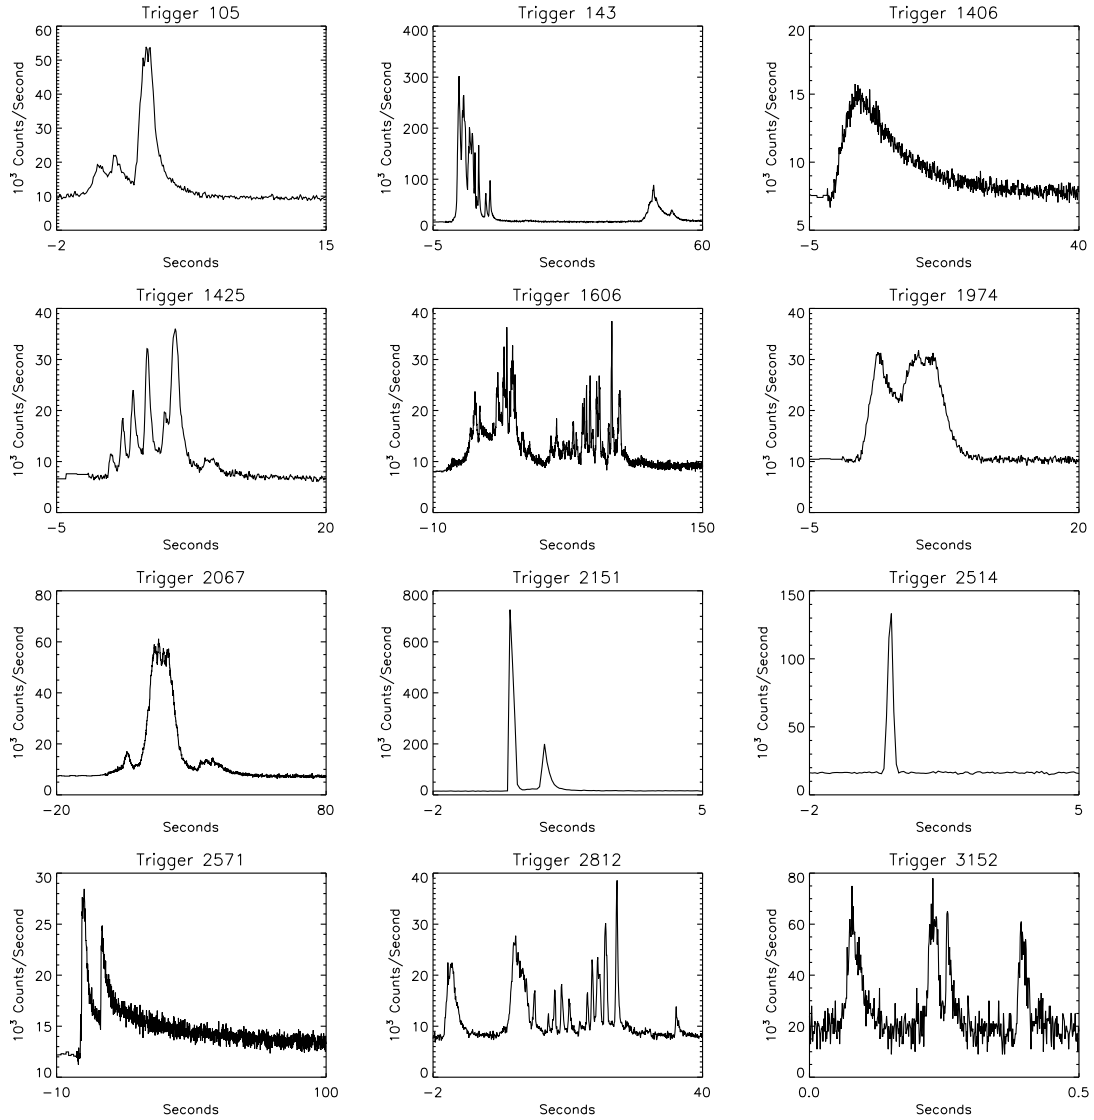 Trigger 105
60
50
40
30
20
10
0
10³ Counts/Second
-2
15
Seconds
Trigger 143
400
300
200
100
0
10³ Counts/Second
-5
60
Seconds
Trigger 1406
20
15
10
5
10³ Counts/Second
-5
40
Seconds
Trigger 1425
40
30
20
10
0
10³ Counts/Second
-5
20
Seconds
Trigger 1606
40
30
20
10
0
10³ Counts/Second
-10
150
Seconds
Trigger 1974
40
30
20
10
0
10³ Counts/Second
-5
20
Seconds
Trigger 2067
80
60
40
20
0
10³ Counts/Second
-20
80
Seconds
Trigger 2151
800
600
400
200
0
10³ Counts/Second
-2
5
Seconds
Trigger 2514
150
100
50
0
10³ Counts/Second
-2
5
Seconds
Trigger 2571
30
25
20
15
10
10³ Counts/Second
-10
100
Seconds
Trigger 2812
40
30
20
10
0
10³ Counts/Second
-2
40
Seconds
Trigger 3152
80
60
40
20
0
10³ Counts/Second
0.0
0.5
Seconds